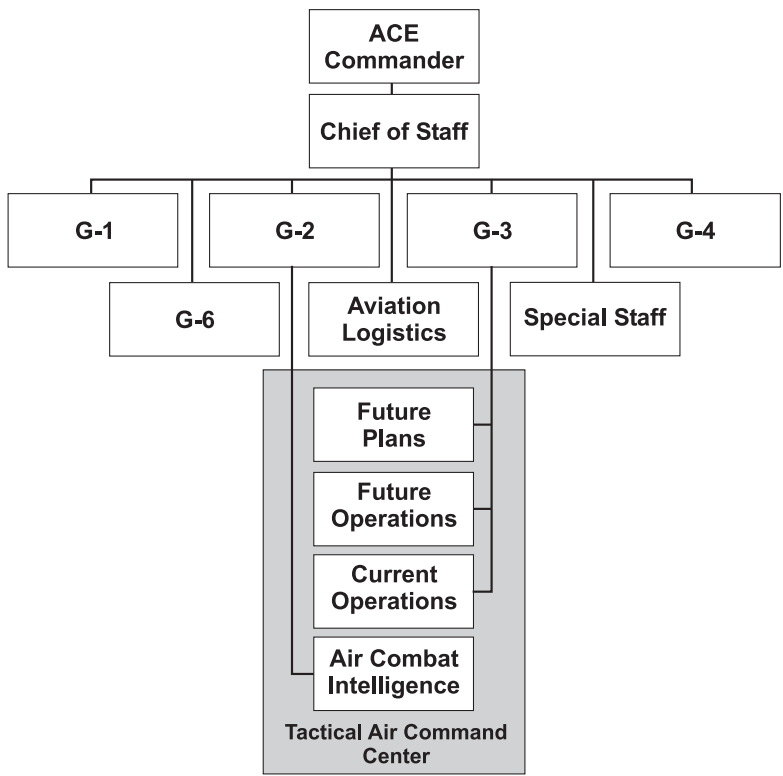 ACE
Commander
Chief of Staff
G-1
G-2
G-3
G-4
G-6
Aviation
Logistics
Special Staff
Future
Plans
Future
Operations
Current
Operations
Air Combat
Intelligence
Tactical Air Command
Center